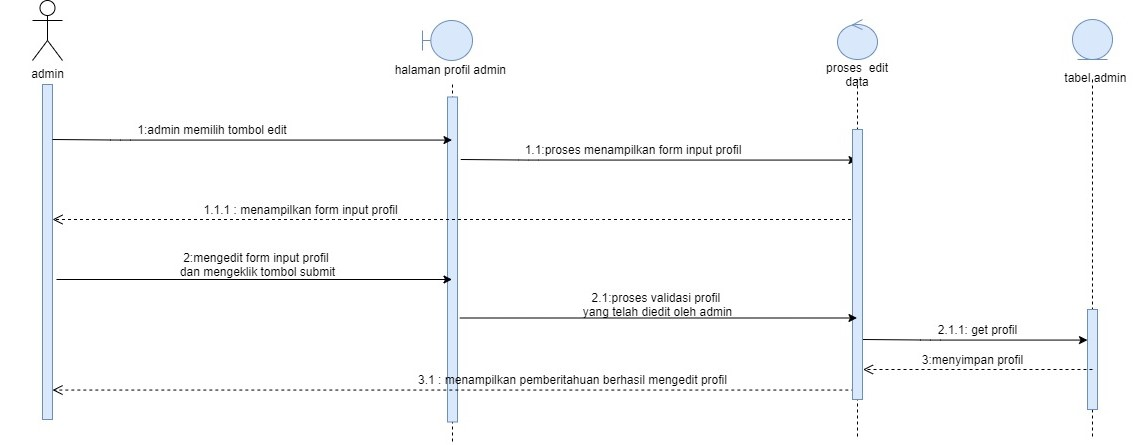 admin
halaman profil admin
proses edit
data
tabel admin
1:admin memilih tombol edit
1.1:proses menampilkan form input profil
1.1.1 : menampilkan form input profil
2:mengedit form input profil
dan mengeklik tombol submit
2.1:proses validasi profil
yang telah diedit oleh admin
2.1.1: get profil
3:menyimpan profil
3.1 : menampilkan pemberitahuan berhasil mengedit profil